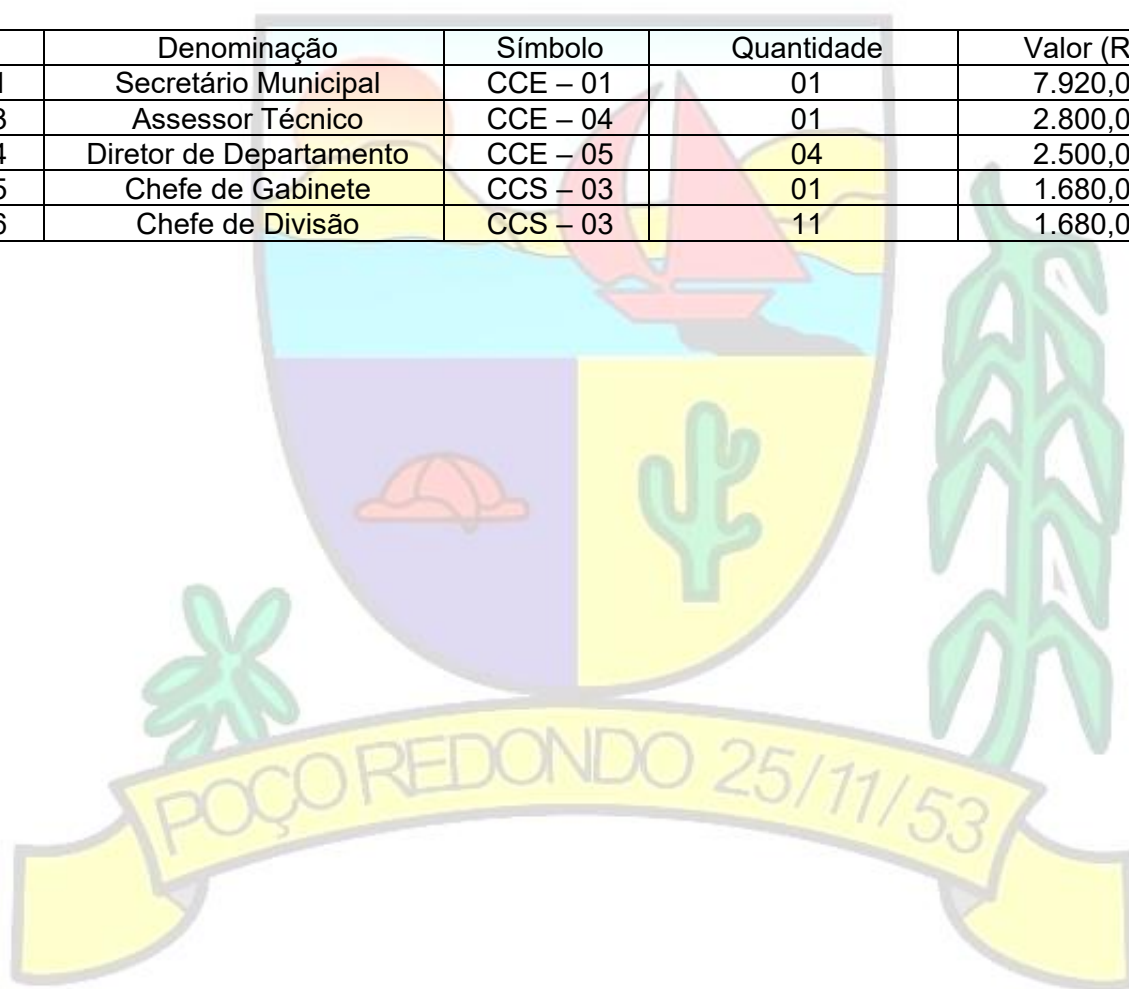 Denominação Símbolo Quantidade Valor (R
1 Secretário Municipal CCE – 01 01 7.920,0
3 Assessor Técnico CCE – 04 01 2.800,0
4 Diretor de Departamento CCE – 05 04 2.500,0
5 Chefe de Gabinete CCS – 03 01 1.680,0
6 Chefe de Divisão CCS – 03 11 1.680,0
POÇO REDONDO 25/11/53